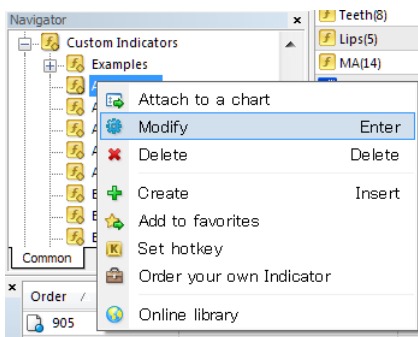 Navigator
Custom Indicators
Examples
Teeth(8)
Lips(5)
MA(14)
Attach to a chart
Modify Enter
Delete Delete
Create Insert
Add to favorites
Set hotkey
Order your own Indicator
Online library
Common
Order /
905